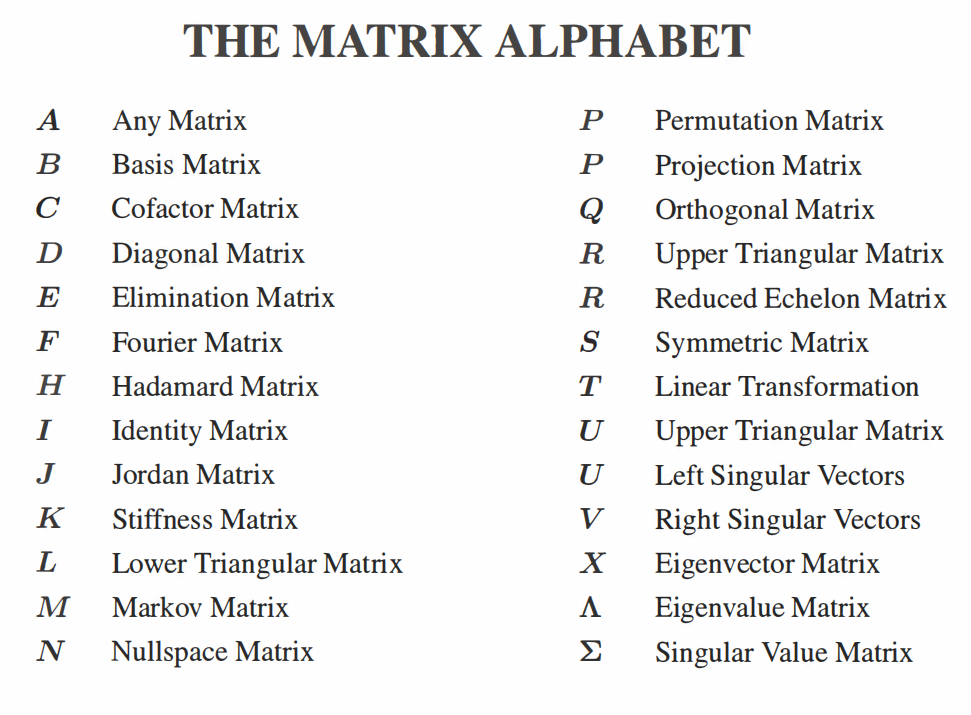 THE MATRIX ALPHABET
A Any Matrix
B Basis Matrix
C Cofactor Matrix
D Diagonal Matrix
E Elimination Matrix
F Fourier Matrix
H Hadamard Matrix
I Identity Matrix
J Jordan Matrix
K Stiffness Matrix
L Lower Triangular Matrix
M Markov Matrix
N Nullspace Matrix
P Permutation Matrix
P Projection Matrix
Q Orthogonal Matrix
R Upper Triangular Matrix
R Reduced Echelon Matrix
S Symmetric Matrix
T Linear Transformation
U Upper Triangular Matrix
U Left Singular Vectors
V Right Singular Vectors
X Eigenvector Matrix
Λ Eigenvalue Matrix
Σ Singular Value Matrix